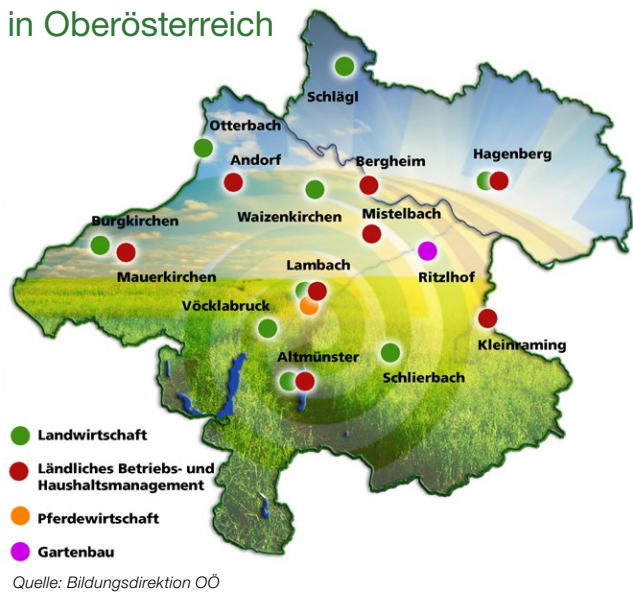 in Oberösterreich
Schlägl
Otterbach
Andorf
Bergheim
Hagenberg
Waizenkirchen
Mistelbach
Burgkirchen
Mauerkirchen
Lambach
Ritzlhof
Vöcklabruck
Kleinraming
Altmünster
Schlierbach
Landwirtschaft
Ländliches Betriebs- und
Haushaltsmanagement
Pferdewirtschaft
Gartenbau
Quelle: Bildungsdirektion OÖ